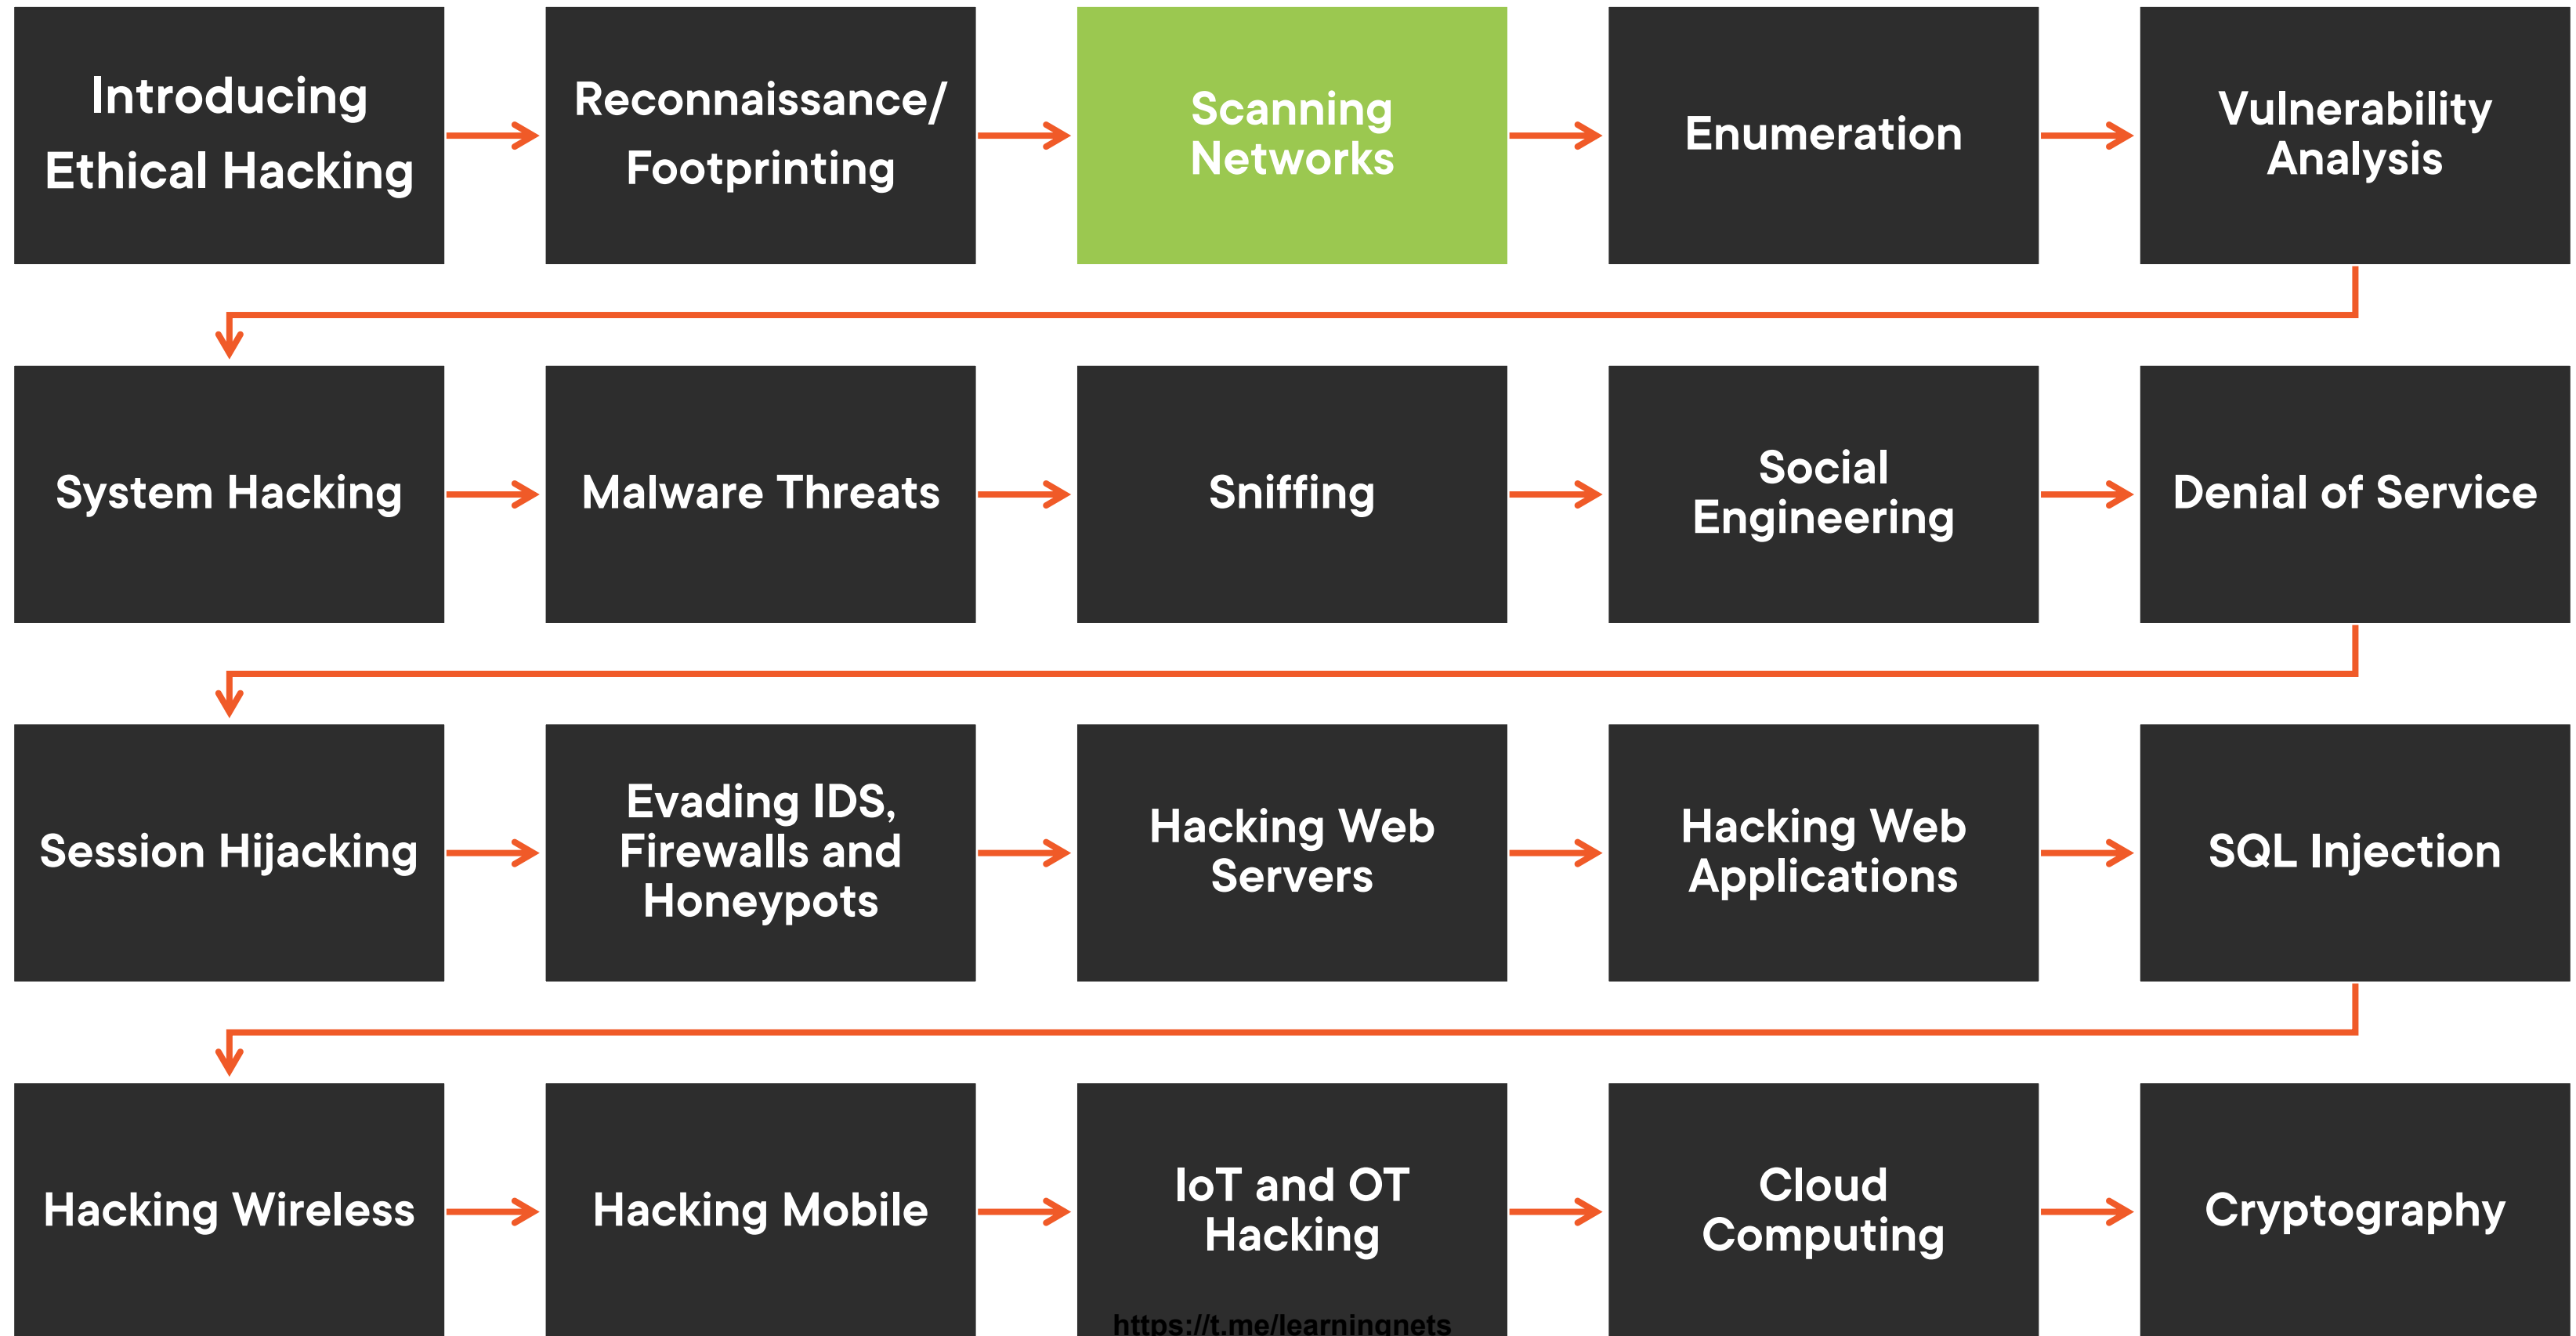 Introducing
Ethical Hacking
Reconnaissance/
Footprinting
Scanning
Networks
Enumeration
Vulnerability
Analysis
System Hacking
Malware Threats
Sniffing
Social
Engineering
Denial of Service
Session Hijacking
Evading IDS,
Firewalls and
Honeypots
Hacking Web
Servers
Hacking Web
Applications
SQL Injection
Hacking Wireless
Hacking Mobile
IoT and OT
Hacking
Cloud
Computing
Cryptography
https://t.me/learningnets